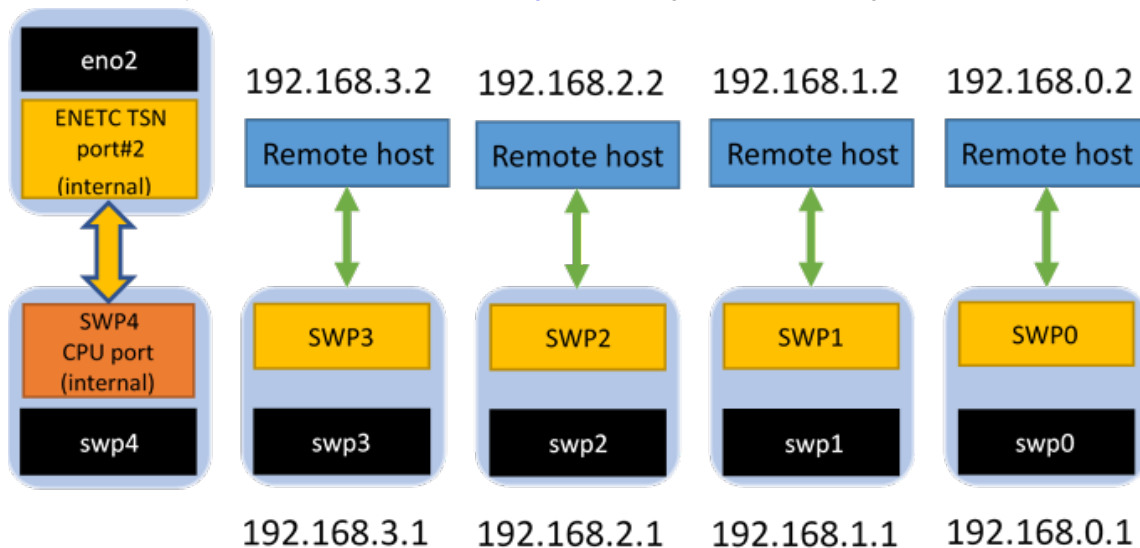 eno2
ENETC TSN
port#2
(internal)
192.168.3.2 192.168.2.2 192.168.1.2 192.168.0.2
Remote host Remote host Remote host Remote host
SWP4
CPU port
(internal)
SWP3 SWP2 SWP1 SWP0
swp4 swp3 swp2 swp1 swp0
192.168.3.1 192.168.2.1 192.168.1.1 192.168.0.1